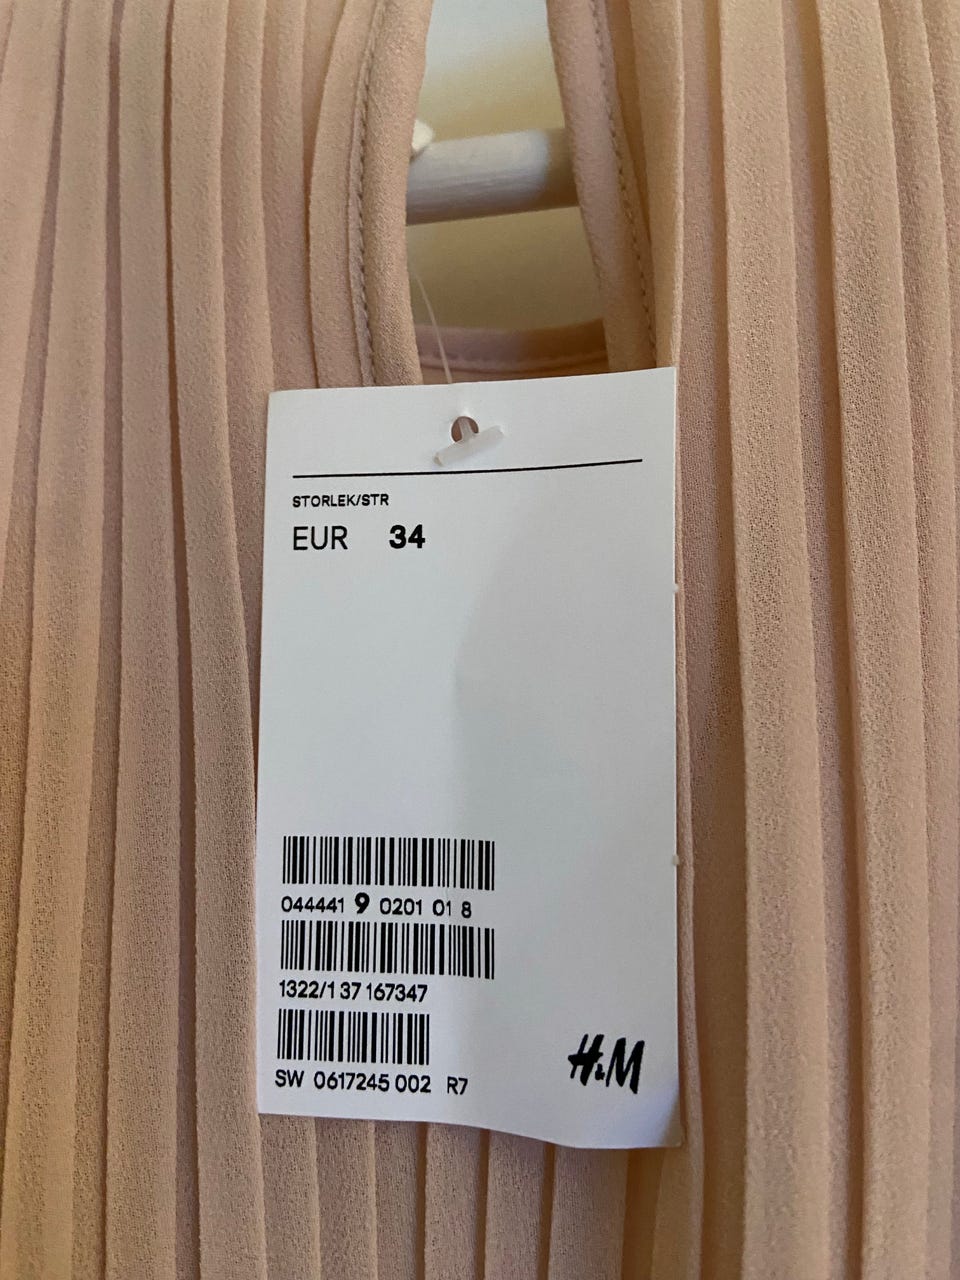 STORLEK/STR
EUR 34
044441 9 0201 01 8
1322/1 37 167347
SW 0617245 002 R7
H&M